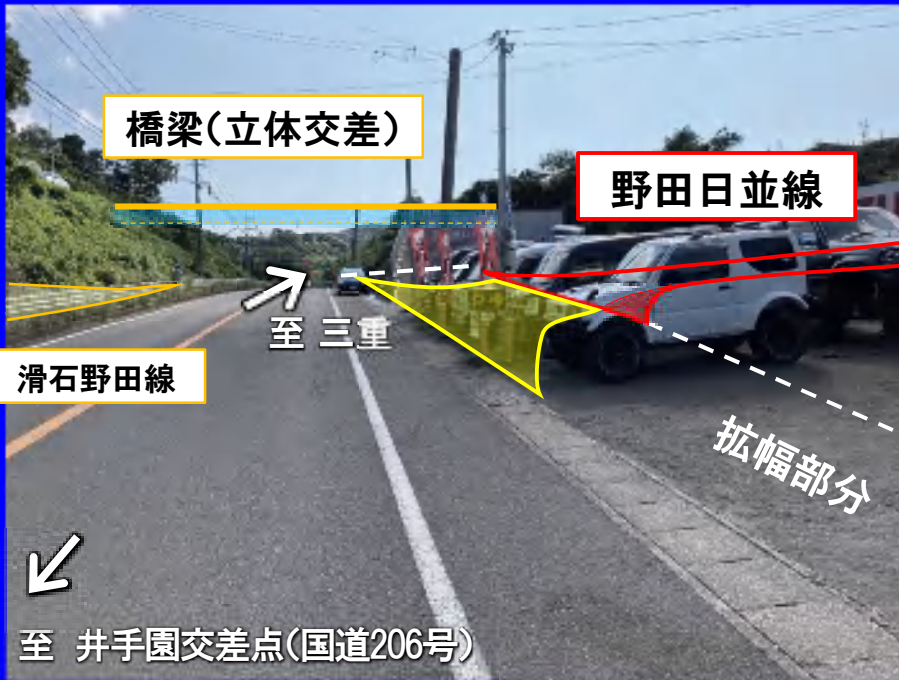 橋梁(立体交差)
野田日並線
至 三重
滑石野田線
拡幅部分
至 井手園交差点(国道206号)